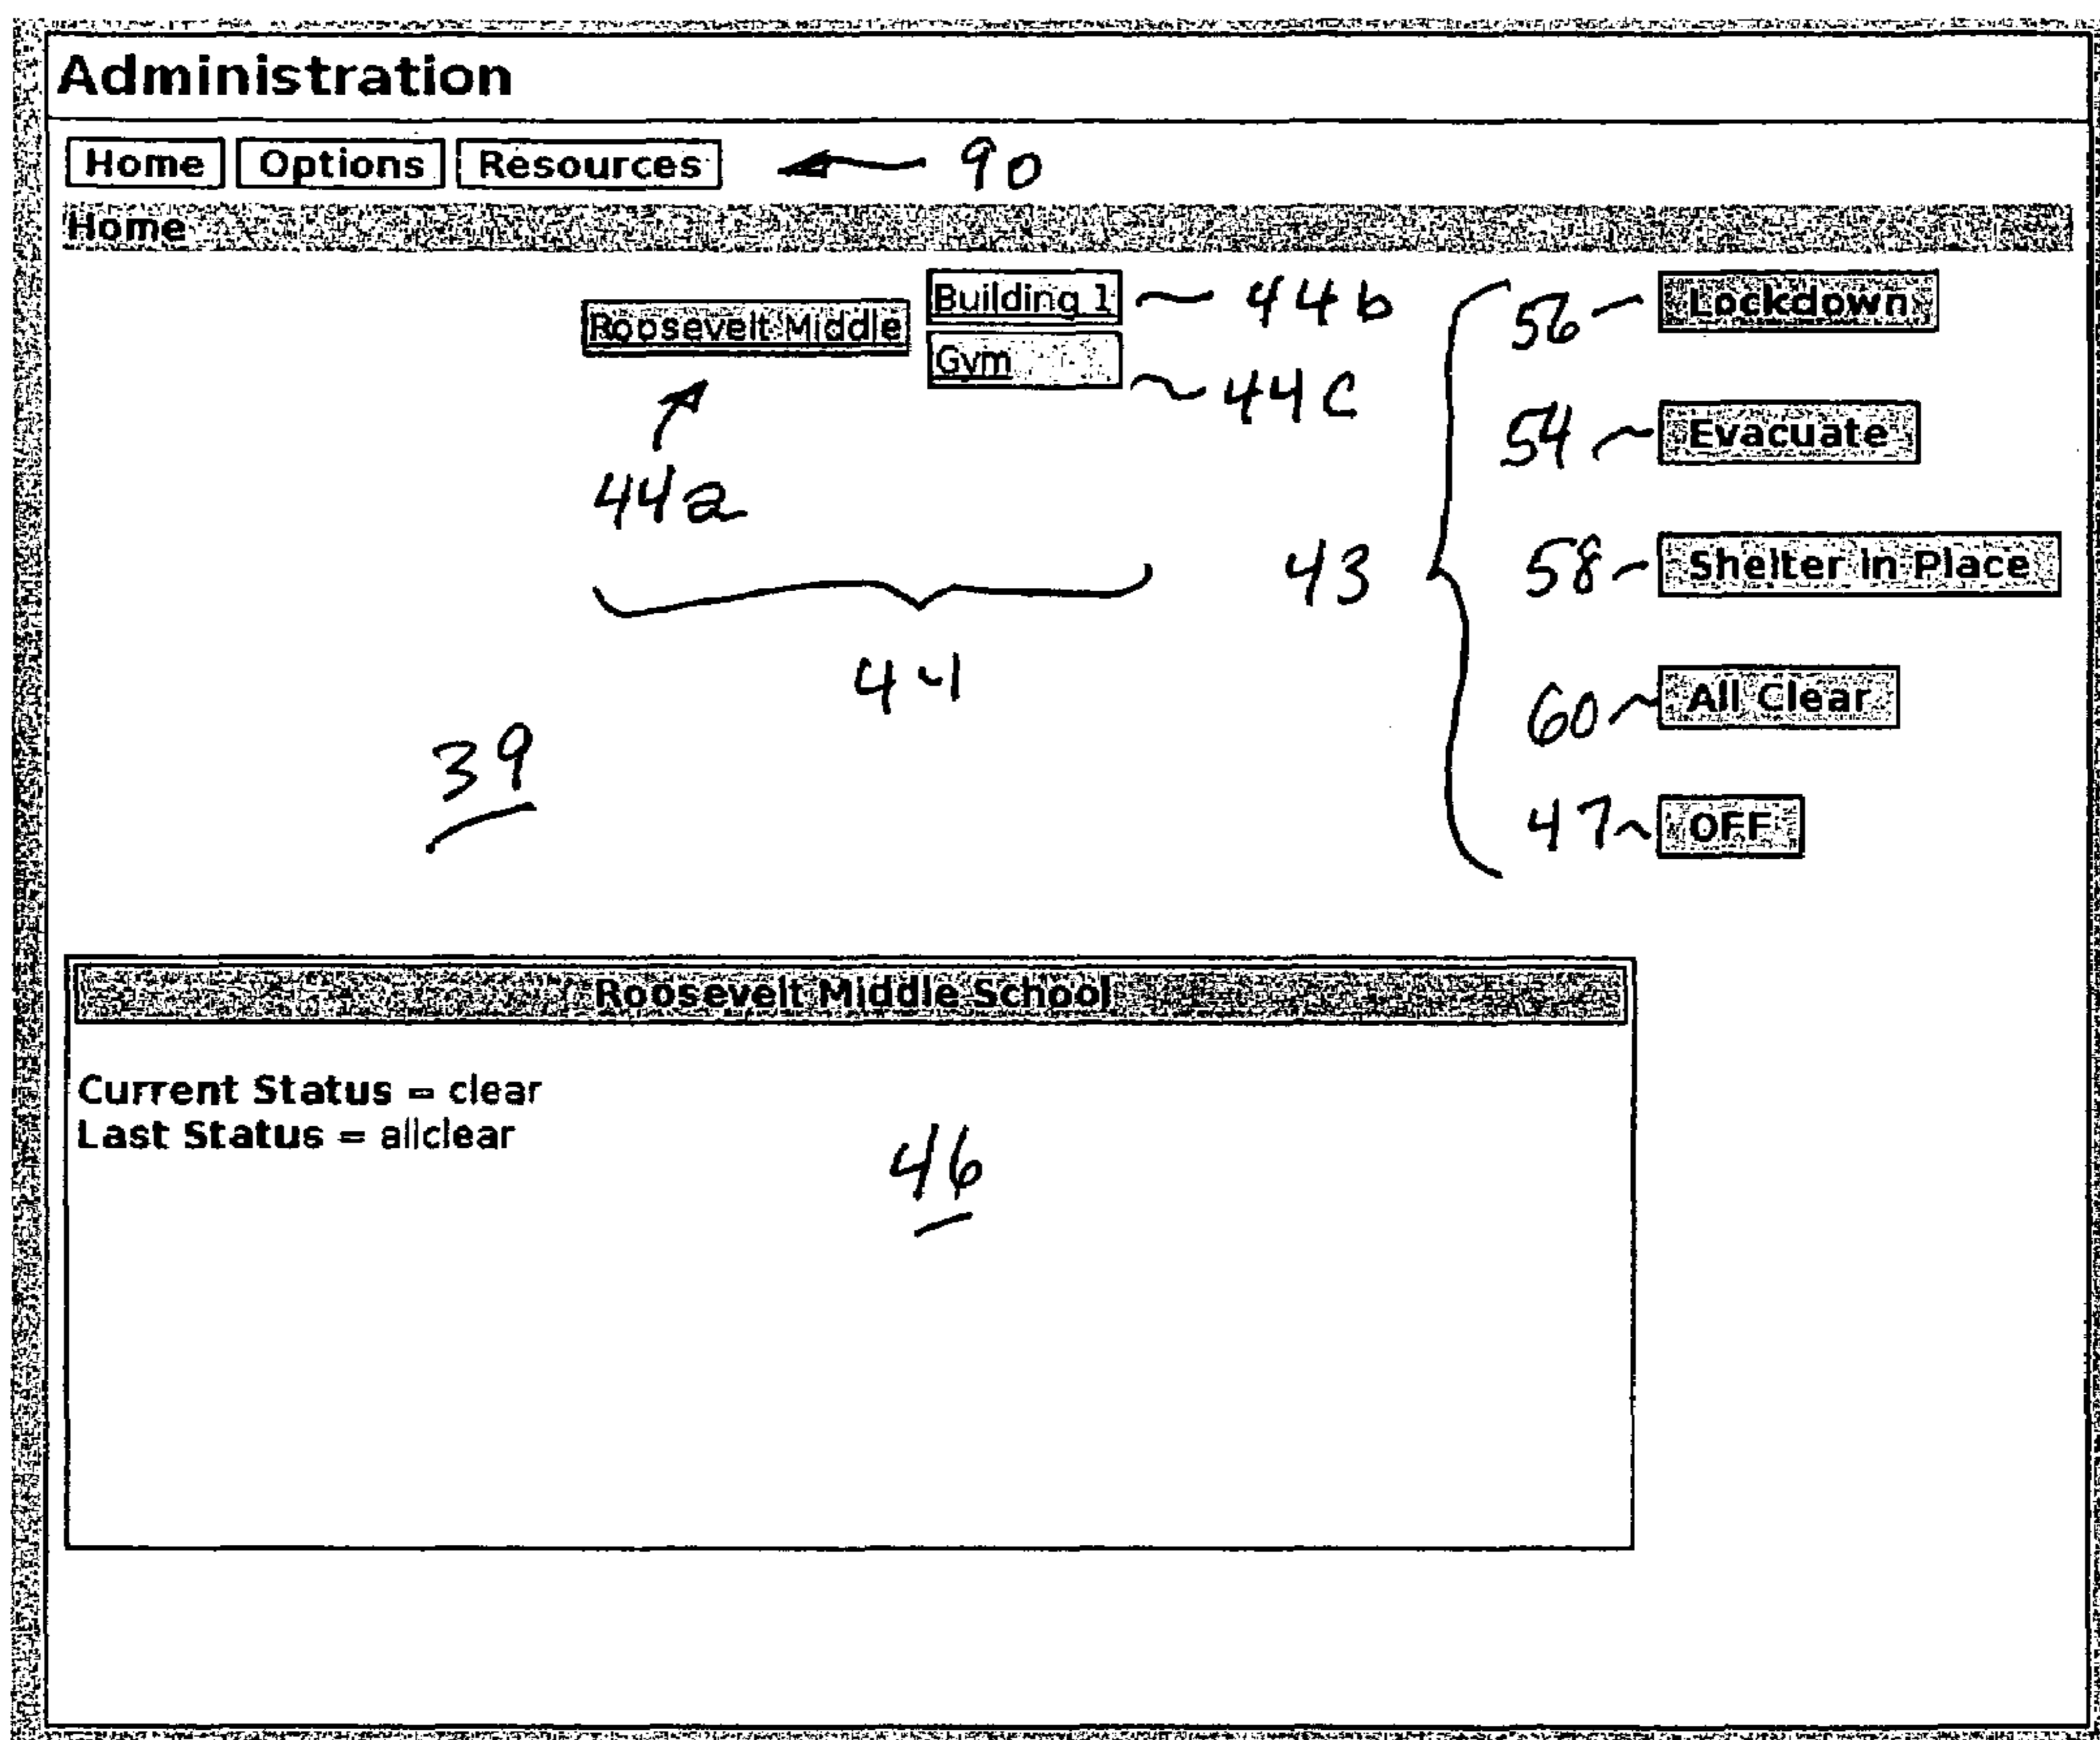 Administration
Home Options Resources 90
Home
Roosevelt Middle
Building 1 44b
Gym 44c
44a
44
39
43
56 Lockdown
54 Evacuate
58 Shelter In Place
60 All Clear
47 OFF
Roosevelt Middle School
Current Status = clear
Last Status = allclear
46